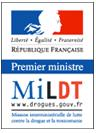 Liberté • Égalité • Fraternité
RÉPUBLIQUE FRANÇAISE
Premier ministre
MiLDT
www.drogues.gouv.fr
Mission interministérielle de lutte
contre la drogue et la toxicomanie